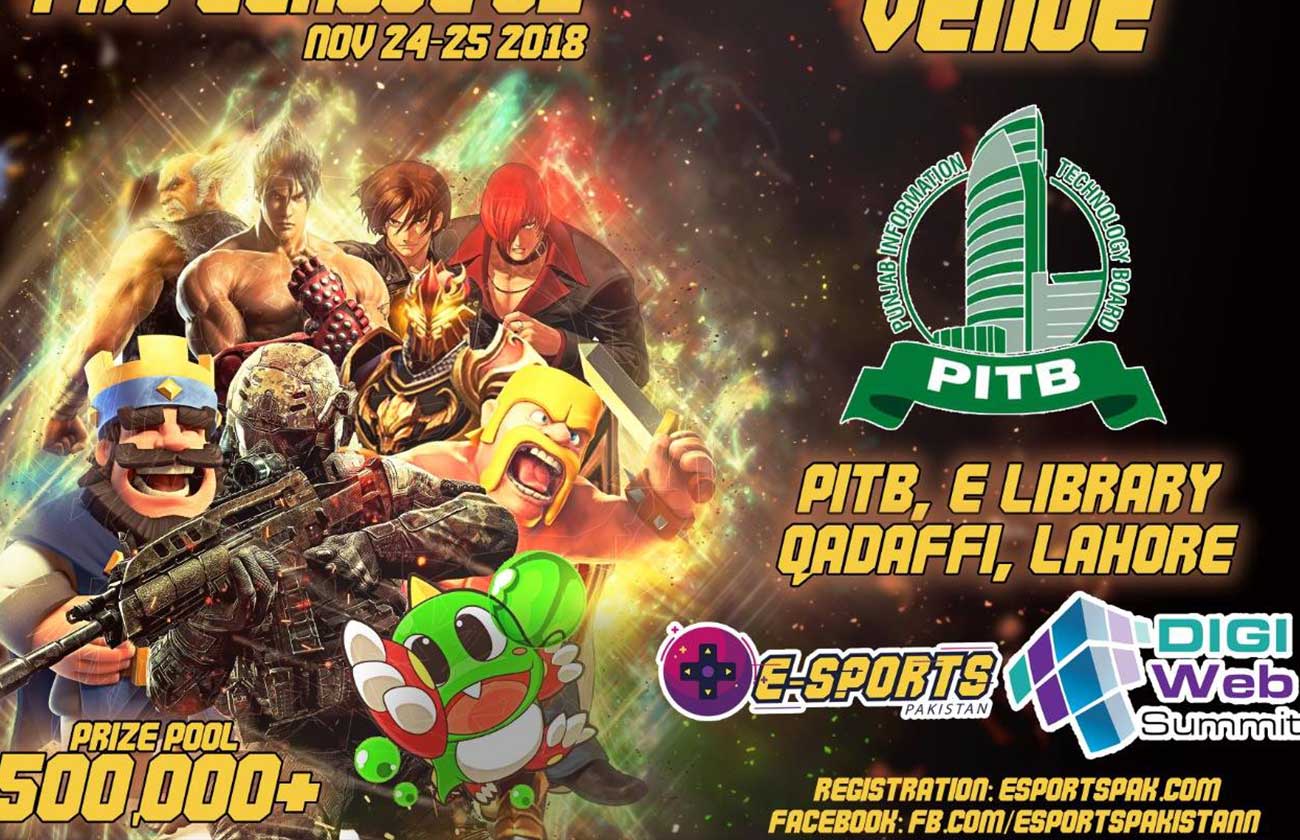 NOV 24-25 2018
VENUE
PUNJAB INFORMATION TECHNOLOGY BOARD
PITB
PITB, E LIBRARY
QADAFFI, LAHORE
E-SPORTS
PAKISTAN
DIGI
Web
Summit
PRIZE POOL
500,000+
REGISTRATION: ESPORTSPAK.COM
FACEBOOK: FB.COM/ESPORTSPAKISTANN